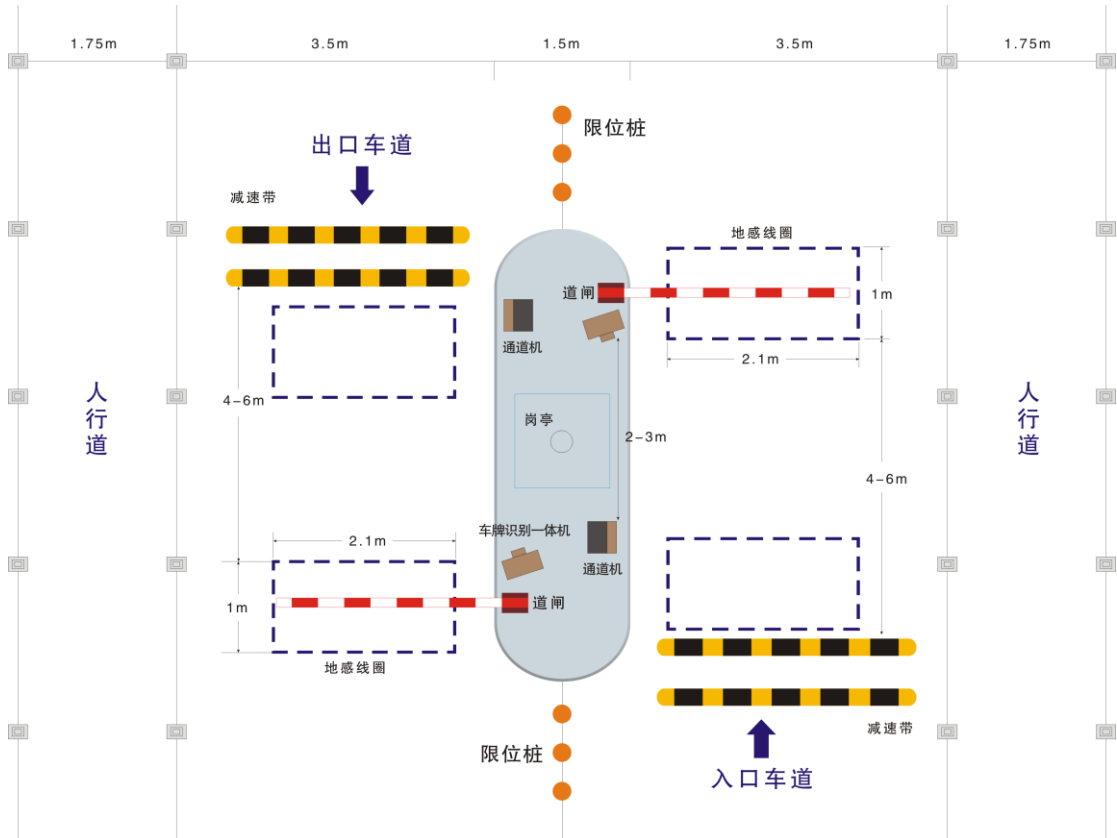 1.75m
3.5m
1.5m
3.5m
1.75m
限位桩
出口车道
减速带
地感线圈
道闸
1m
通道机
2.1m
人行道
人行道
4-6m
岗亭
2-3m
4-6m
车牌识别一体机
2.1m
通道机
1m
道闸
地感线圈
减速带
限位桩
入口车道